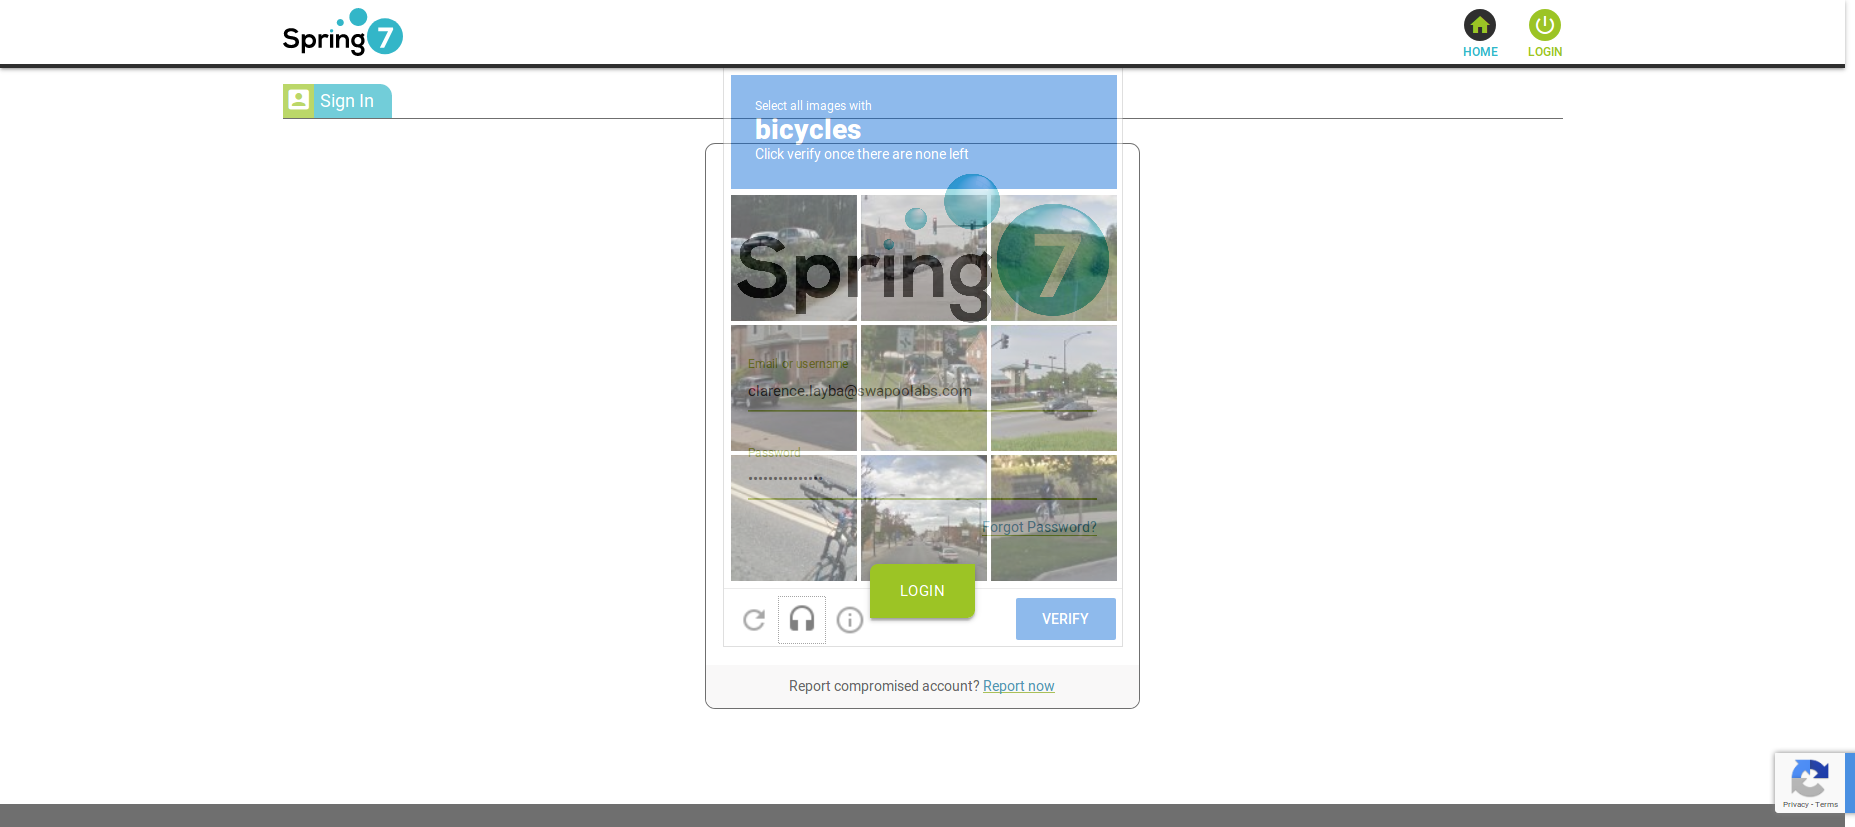 Spring 7
HOME
LOGIN
Sign In
Select all images with
bicycles
Click verify once there are none left
Spring 7
Email or username
clarence.layba@swapoolabs.com
Password
Forgot Password?
LOGIN
VERIFY
Report compromised account? Report now
Privacy - Terms